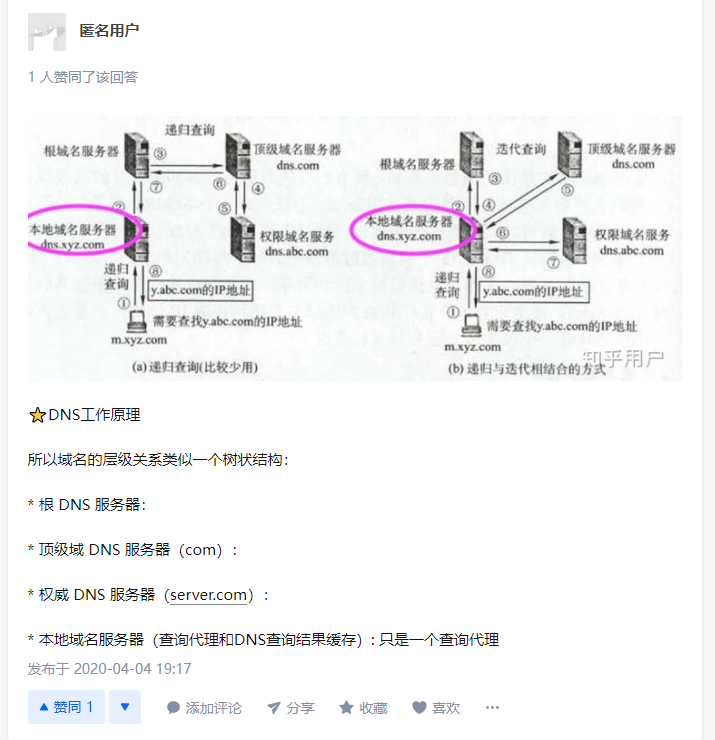 匿名用户
1 人赞同了该回答
递归查询
根域名服务器
③
顶级域名服务器
dns.com
⑦
⑥
④
②
⑤
本地域名服务器
dns.xyz.com
权限域名服务
dns.abc.com
递归
查询
⑧
y.abc.com的IP地址
①
需要查找y.abc.com的IP地址
m.xyz.com
(a) 递归查询(比较少用)
迭代查询
根域名服务器
③
顶级域名服务器
dns.com
②
④
⑤
本地域名服务器
dns.xyz.com
⑥
权限域名服务
dns.abc.com
⑦
递归
查询
⑧
y.abc.com的IP地址
①
需要查找y.abc.com的IP地址
m.xyz.com
(b) 递归与迭代相结合的方式
知乎用户
DNS工作原理
所以域名的层级关系类似一个树状结构：
* 根 DNS 服务器：
* 顶级域 DNS 服务器（com）：
* 权威 DNS 服务器（server.com）：
* 本地域名服务器（查询代理和DNS查询结果缓存）: 只是一个查询代理
发布于 2020-04-04 19:17
赞同 1
添加评论
分享
收藏
喜欢